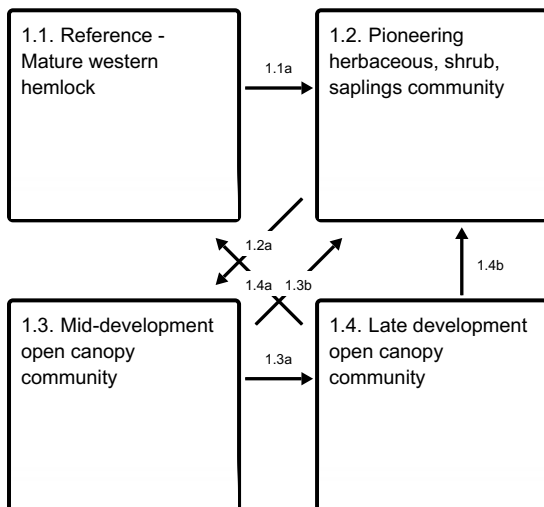 1.1. Reference -
Mature western
hemlock
1.1a
1.2. Pioneering
herbaceous, shrub,
saplings community
1.2a
1.4a
1.3b
1.4b
1.3. Mid-development
open canopy
community
1.3a
1.4. Late development
open canopy
community